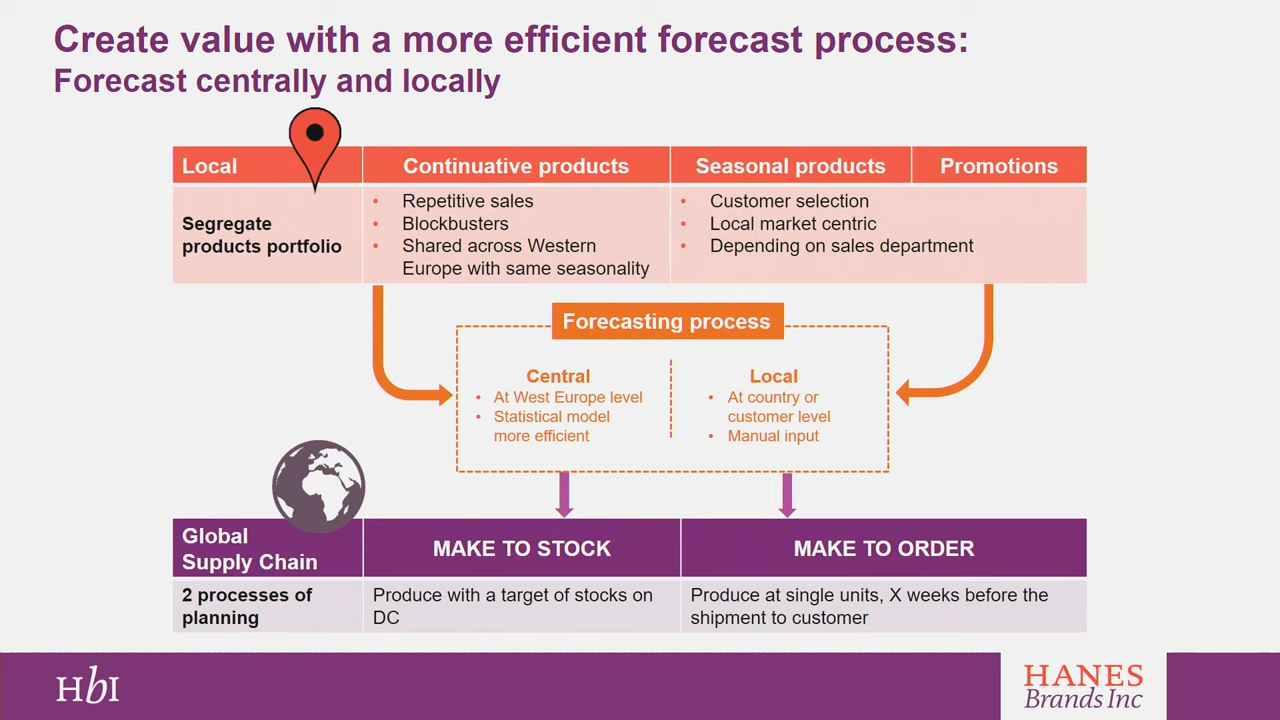 Create value with a more efficient forecast process:
Forecast centrally and locally
Local
Continuative products
Seasonal products
Promotions
Segregate
products portfolio
• Repetitive sales
• Blockbusters
• Shared across Western
Europe with same seasonality
• Customer selection
• Local market centric
• Depending on sales department
Forecasting process
Central
• At West Europe level
• Statistical model
more efficient
Local
• At country or
customer level
• Manual input
Global
Supply Chain
MAKE TO STOCK
MAKE TO ORDER
2 processes of
planning
Produce with a target of stocks on
DC
Produce at single units, X weeks before the
shipment to customer
HbI
HANES
Brands Inc